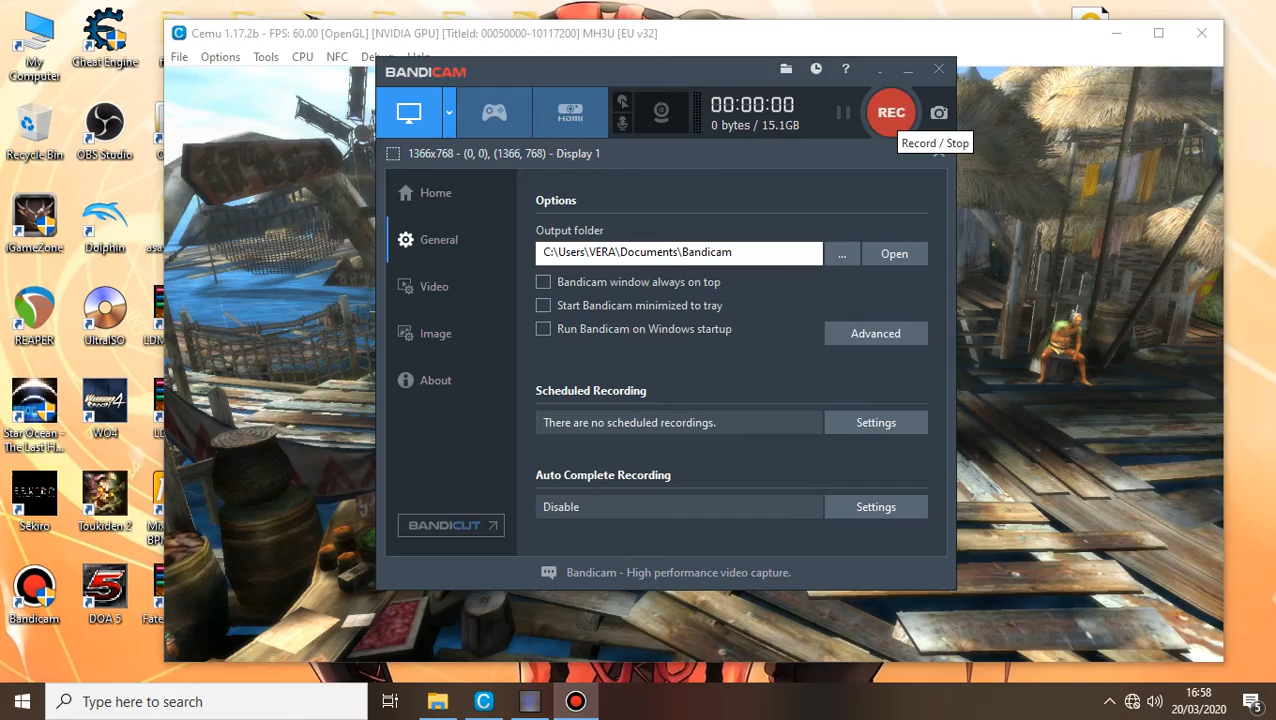 My Computer
Cheat Engine
Recycle Bin
OBS Studio
iGameZone
Dolphin
REAPER
UltraISO
Star Ocean - The Last H...
WO4
Sekiro
Toukiden 2
Bandicam
DOA 5
Cemu 1.17.2b - FPS: 60.00 [OpenGL] [NVIDIA GPU] [TitleId: 00050000-10117200] MH3U [EU v32]
File Options Tools CPU NFC
BANDICAM
?
HDMI
00:00:00
0 bytes / 15.1GB
REC
Record / Stop
1366x768 - (0, 0), (1366, 768) - Display 1
Home
General
Video
Image
About
BANDICUT
Options
Output folder
C:\Users\VERA\Documents\Bandicam
...
Open
Bandicam window always on top
Start Bandicam minimized to tray
Run Bandicam on Windows startup
Advanced
Scheduled Recording
There are no scheduled recordings.
Settings
Auto Complete Recording
Disable
Settings
Bandicam - High performance video capture.
Type here to search
16:58
20/03/2020
5